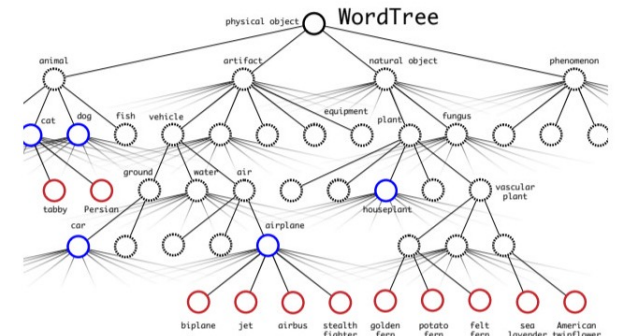 physical object
WordTree
animal
artifact
natural object
phenomenon
cat
dog
fish
vehicle
equipment
plant
fungus
ground
water
air
vascular
plant
tabby
Persian
houseplant
car
airplane
biplane
jet
airbus
stealth
fighter
golden
fern
potato
fern
felt
fern
sea
lavender
American
twinflower